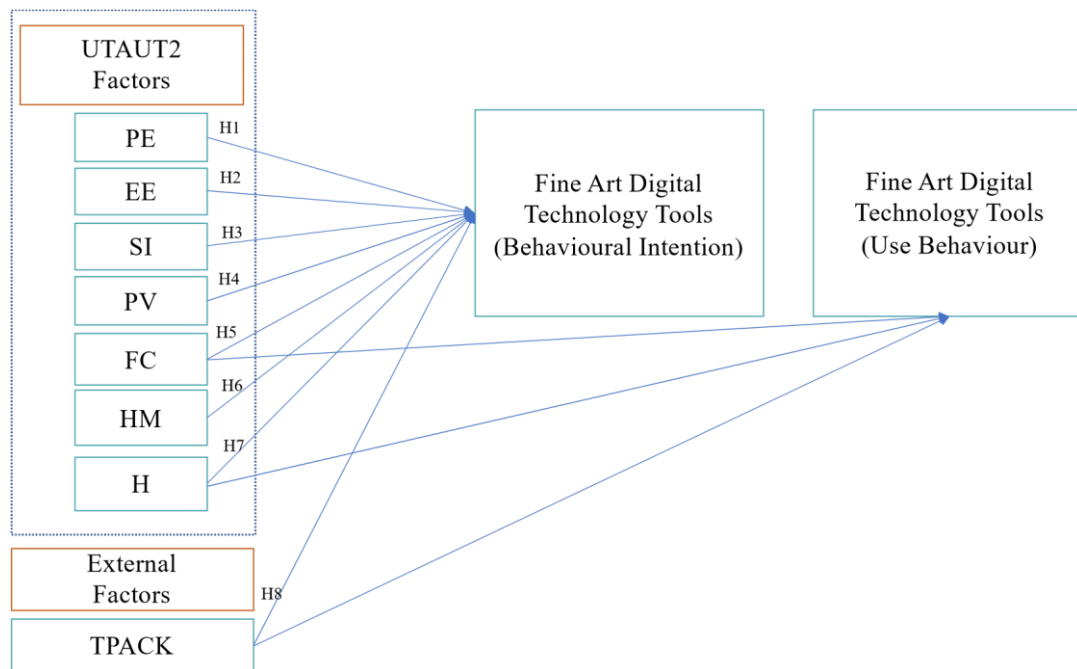 UTAUT2
Factors
PE
H1
EE
H2
SI
H3
PV
H4
FC
H5
HM
H6
H
H7
External
Factors
H8
TPACK
Fine Art Digital
Technology Tools
(Behavioural Intention)
Fine Art Digital
Technology Tools
(Use Behaviour)